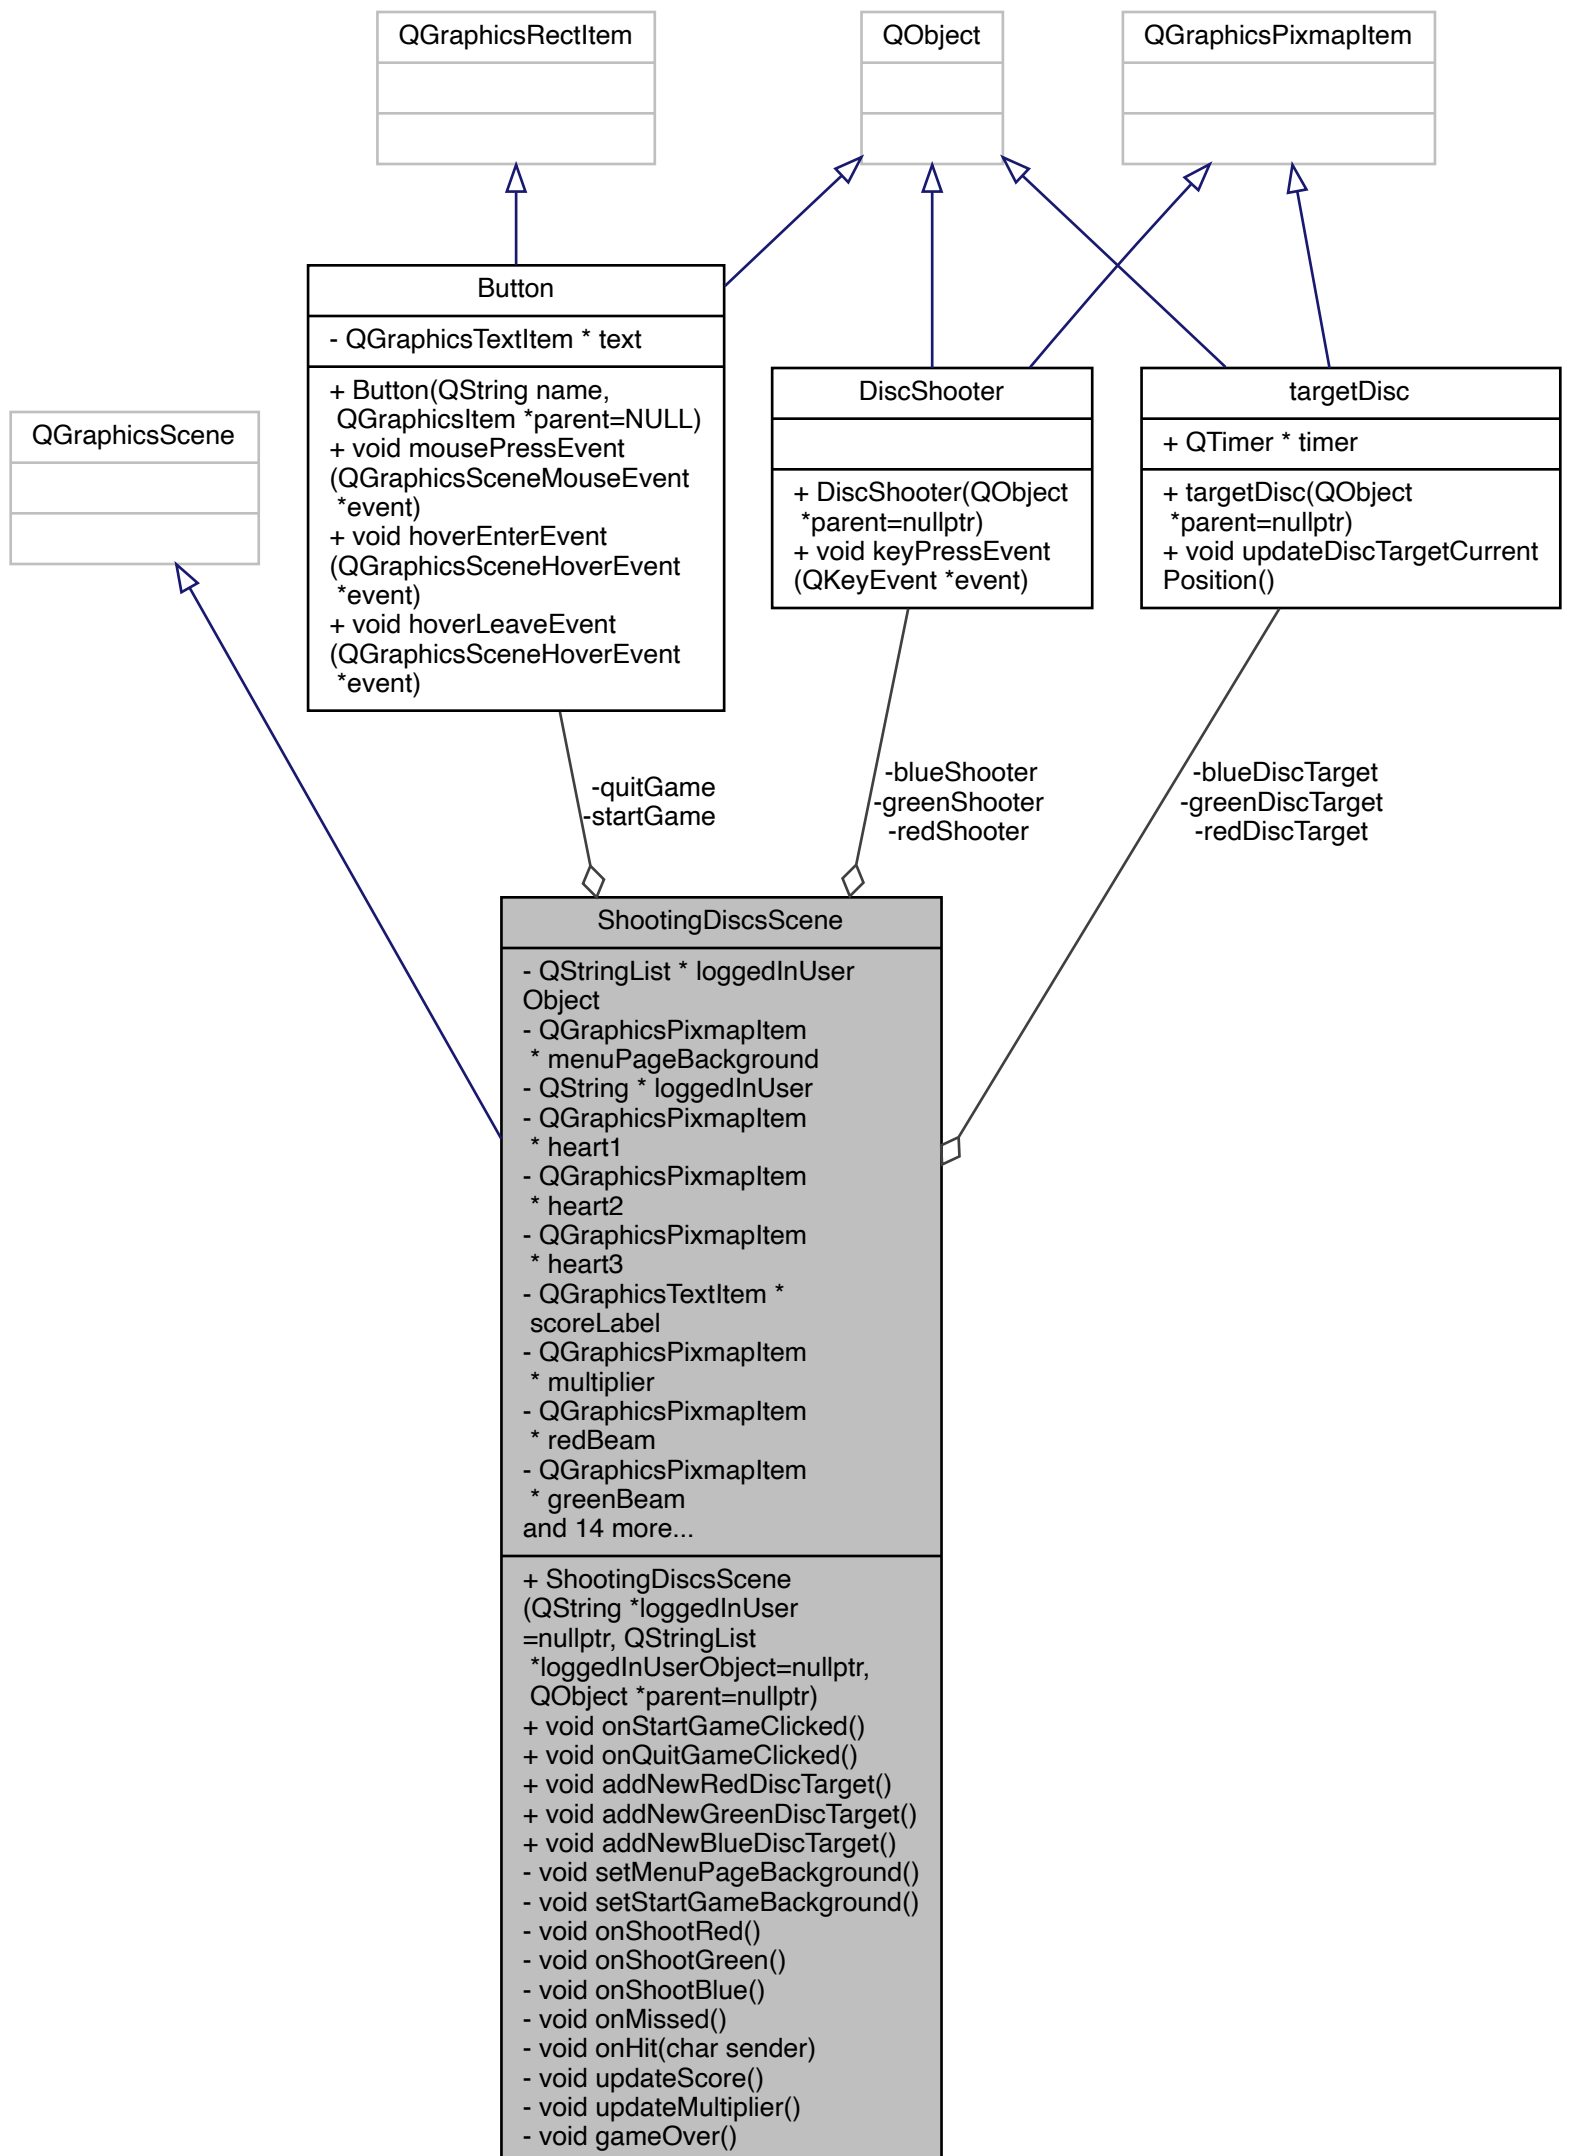 QGraphicsRectItem
QObject
QGraphicsPixmapItem
Button
- QGraphicsTextItem * text
+ Button(QString name,
QGraphicsItem *parent=NULL)
+ void mousePressEvent
(QGraphicsSceneMouseEvent
*event)
+ void hoverEnterEvent
(QGraphicsSceneHoverEvent
*event)
+ void hoverLeaveEvent
(QGraphicsSceneHoverEvent
*event)
DiscShooter
+ DiscShooter(QObject
*parent=nullptr)
+ void keyPressEvent
(QKeyEvent *event)
targetDisc
+ QTimer * timer
+ targetDisc(QObject
*parent=nullptr)
+ void updateDiscTargetCurrent
Position()
QGraphicsScene
-quitGame
-startGame
-blueShooter
-greenShooter
-redShooter
-blueDiscTarget
-greenDiscTarget
-redDiscTarget
ShootingDiscsScene
- QStringList * loggedInUser
Object
- QGraphicsPixmapItem
* menuPageBackground
- QString * loggedInUser
- QGraphicsPixmapItem
* heart1
- QGraphicsPixmapItem
* heart2
- QGraphicsPixmapItem
* heart3
- QGraphicsTextItem *
scoreLabel
- QGraphicsPixmapItem
* multiplier
- QGraphicsPixmapItem
* redBeam
- QGraphicsPixmapItem
* greenBeam
and 14 more...
+ ShootingDiscsScene
(QString *loggedInUser
=nullptr, QStringList
*loggedInUserObject=nullptr,
QObject *parent=nullptr)
+ void onStartGameClicked()
+ void onQuitGameClicked()
+ void addNewRedDiscTarget()
+ void addNewGreenDiscTarget()
+ void addNewBlueDiscTarget()
- void setMenuPageBackground()
- void setStartGameBackground()
- void onShootRed()
- void onShootGreen()
- void onShootBlue()
- void onMissed()
- void onHit(char sender)
- void updateScore()
- void updateMultiplier()
- void gameOver()